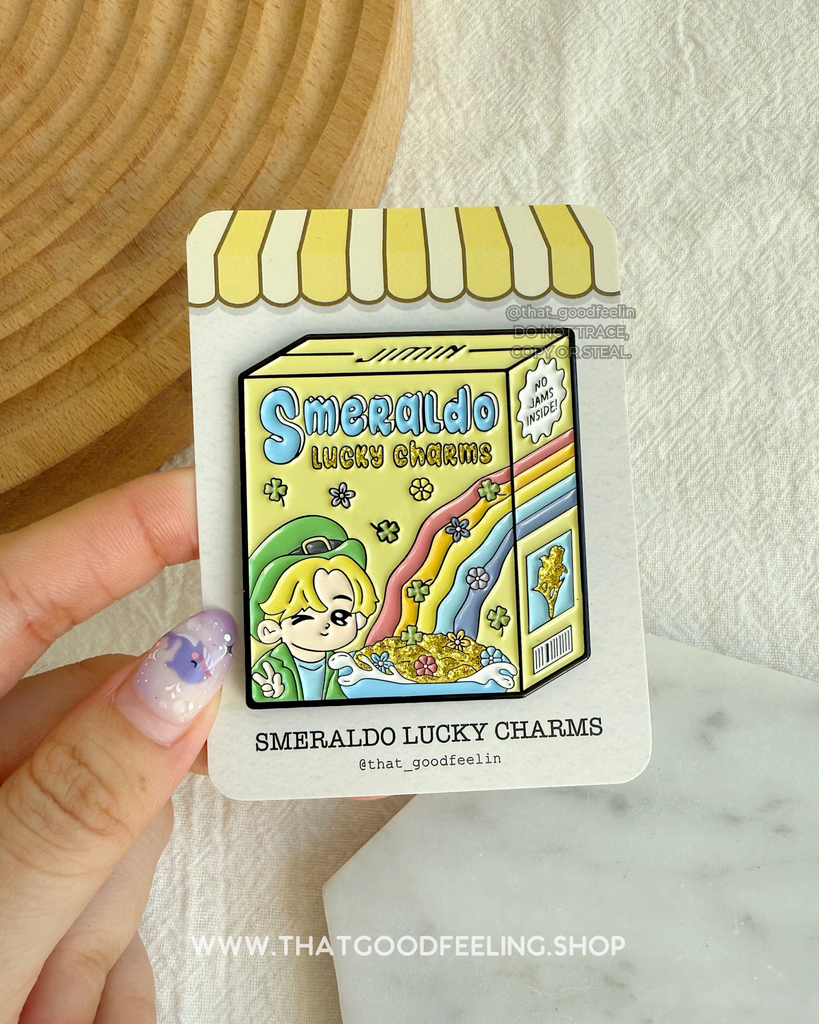 @that_goodfeelin
DO NOT TRACE,
COPY OR STEAL.
JIMIN
Smeraldo
LUCKY CHARMS
NO
JAMS
INSIDE!
SMERALDO LUCKY CHARMS
@that_goodfeelin
WWW.THATGOODFEELING.SHOP